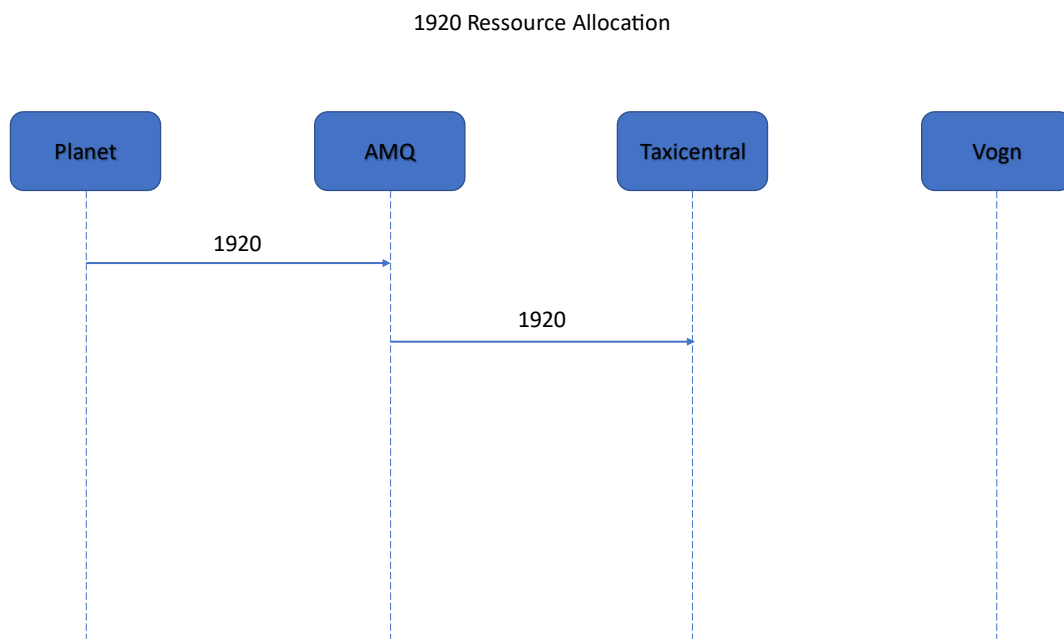 1920 Ressource Allocation
Planet
AMQ
Taxicentral
Vogn
1920
1920